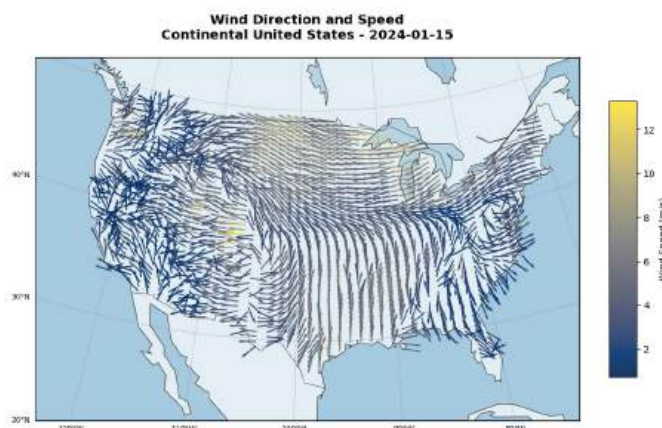 Wind Direction and Speed
Continental United States - 2024-01-15
40°N
30°N
20°N
12
10
8
6
4
2
Wind Speed (m/s)